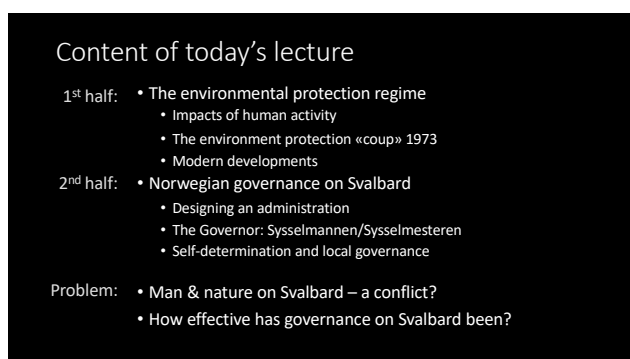 Content of today’s lecture
1st half: • The environmental protection regime
• Impacts of human activity
• The environment protection «coup» 1973
• Modern developments
2nd half: • Norwegian governance on Svalbard
• Designing an administration
• The Governor: Sysselmannen/Sysselmesteren
• Self-determination and local governance
Problem: • Man & nature on Svalbard – a conflict?
• How effective has governance on Svalbard been?